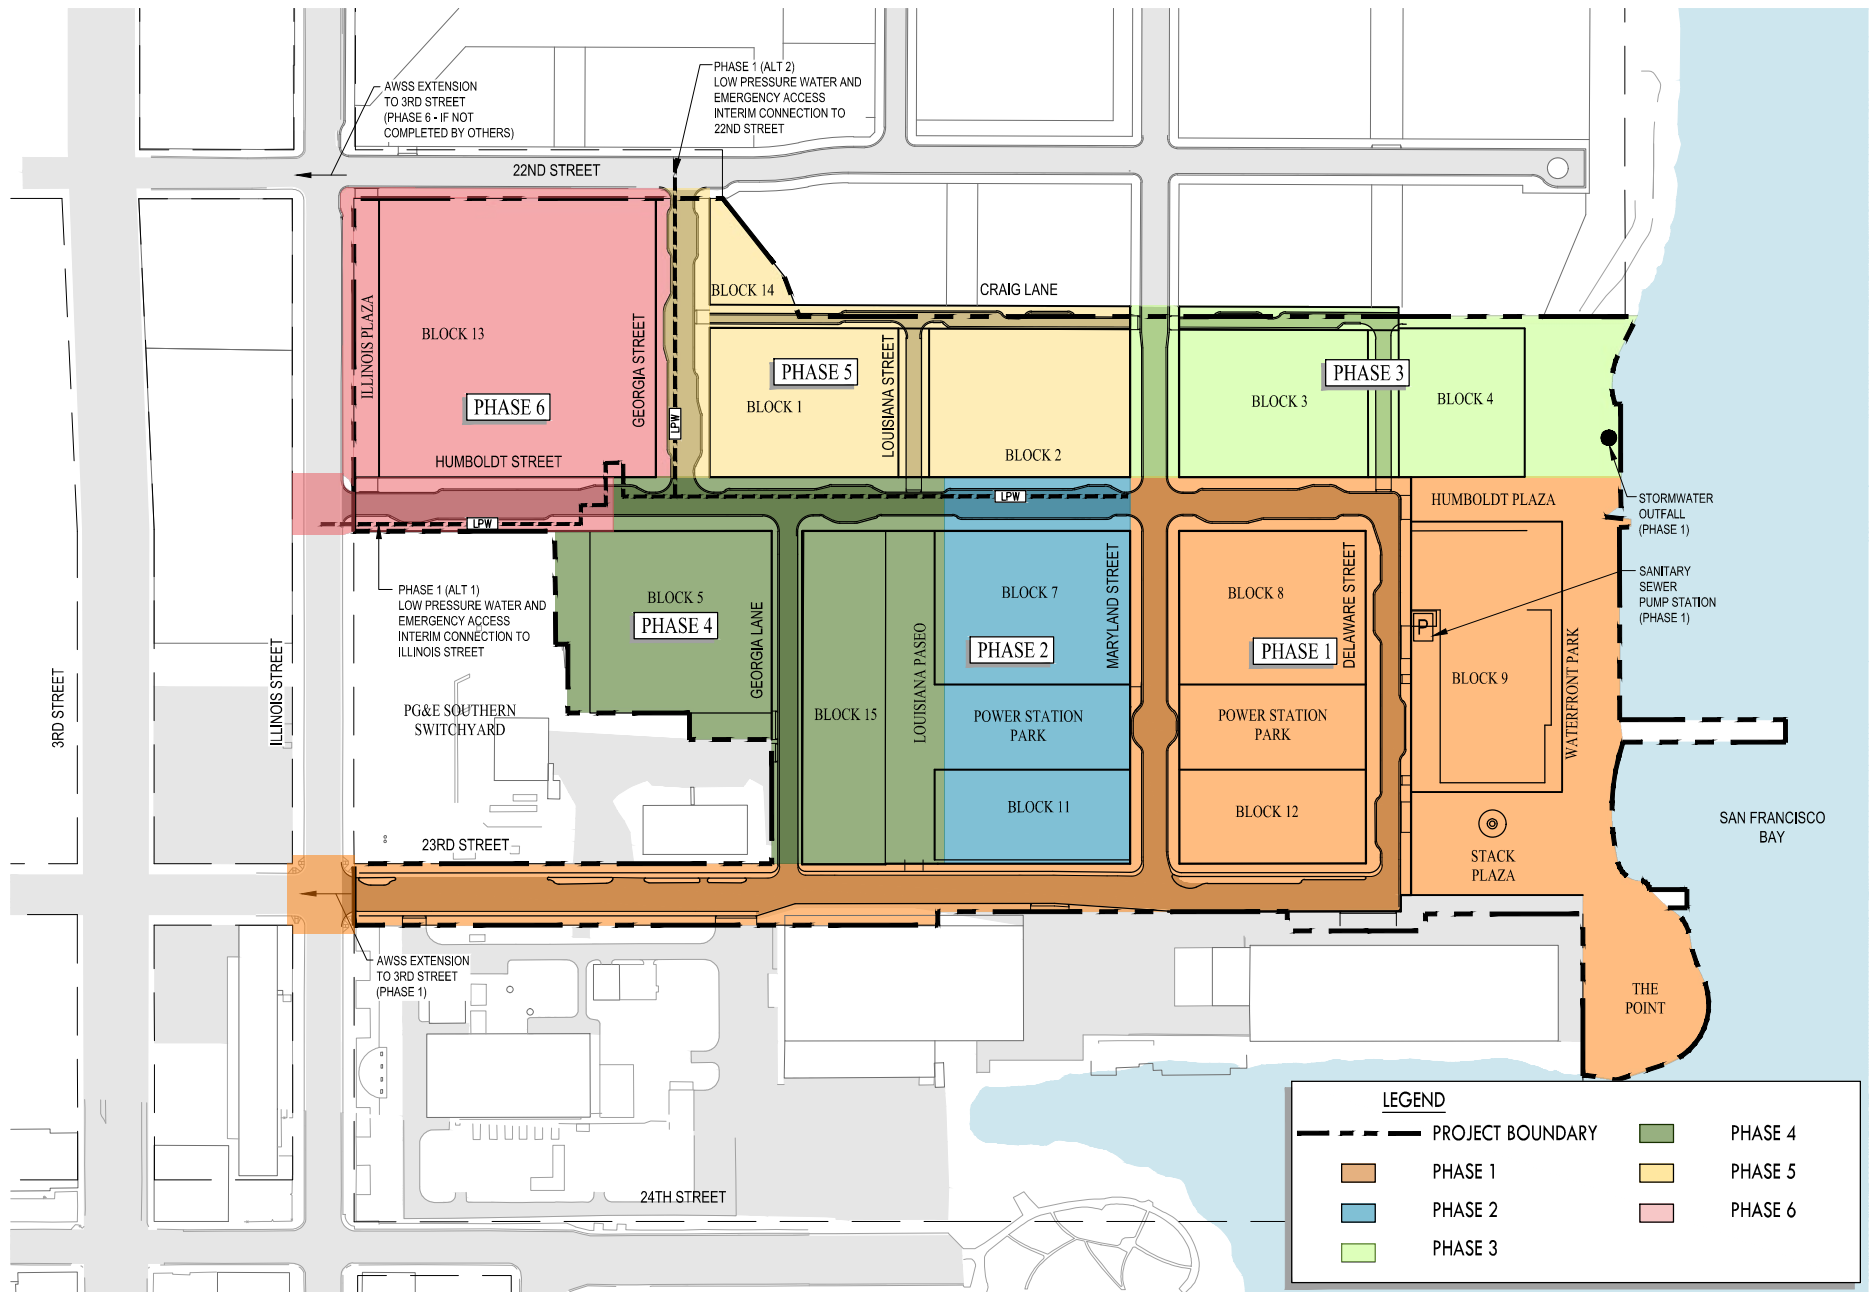 AWSS EXTENSION
TO 3RD STREET
(PHASE 6 - IF NOT
COMPLETED BY OTHERS)
PHASE 1 (ALT 2)
LOW PRESSURE WATER AND
EMERGENCY ACCESS
INTERIM CONNECTION TO
22ND STREET
22ND STREET
ILLINOIS PLAZA
BLOCK 13
PHASE 6
GEORGIA STREET
HUMBOLDT STREET
LPW
BLOCK 14
CRAIG LANE
PHASE 5
BLOCK 1
LOUISIANA STREET
BLOCK 2
BLOCK 3
PHASE 3
BLOCK 4
LPW
LPW
HUMBOLDT PLAZA
STORMWATER
OUTFALL
(PHASE 1)
SANITARY
SEWER
PUMP STATION
(PHASE 1)
PHASE 1 (ALT 1)
LOW PRESSURE WATER AND
EMERGENCY ACCESS
INTERIM CONNECTION TO
ILLINOIS STREET
3RD STREET
ILLINOIS STREET
PG&E SOUTHERN
SWITCHYARD
BLOCK 5
PHASE 4
GEORGIA LANE
BLOCK 15
LOUISIANA PASEO
BLOCK 7
PHASE 2
MARYLAND STREET
POWER STATION
PARK
BLOCK 11
BLOCK 8
PHASE 1
DELAWARE STREET
POWER STATION
PARK
BLOCK 12
P
BLOCK 9
WATERFRONT PARK
STACK
PLAZA
SAN FRANCISCO
BAY
23RD STREET
AWSS EXTENSION
TO 3RD STREET
(PHASE 1)
THE
POINT
24TH STREET
LEGEND
PROJECT BOUNDARY
PHASE 1
PHASE 2
PHASE 3
PHASE 4
PHASE 5
PHASE 6